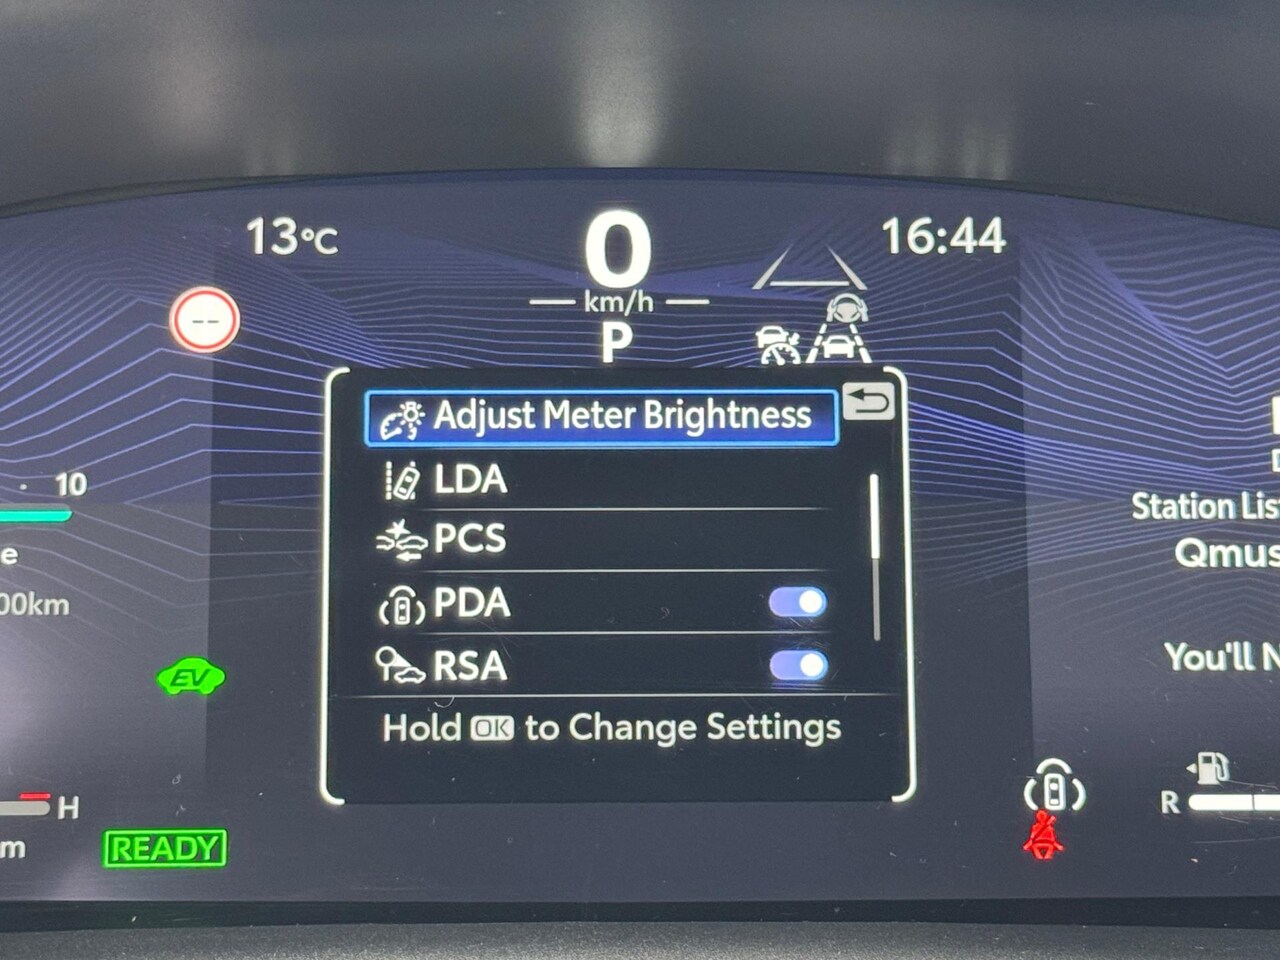 13°C
0
16:44
km/h
--
P
Adjust Meter Brightness
LDA
10
Station Lis
PCS
Qmus
e
PDA
00km
You'll N
RSA
EV
Hold OK to Change Settings
H
R
READY
m